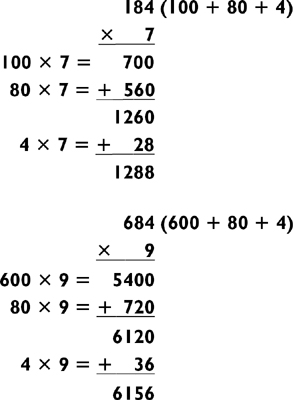 184 (100 + 80 + 4)
× 7
100 × 7 = 700
80 × 7 = + 560
1260
4 × 7 = + 28
1288
684 (600 + 80 + 4)
× 9
600 × 9 = 5400
80 × 9 = + 720
6120
4 × 9 = + 36
6156